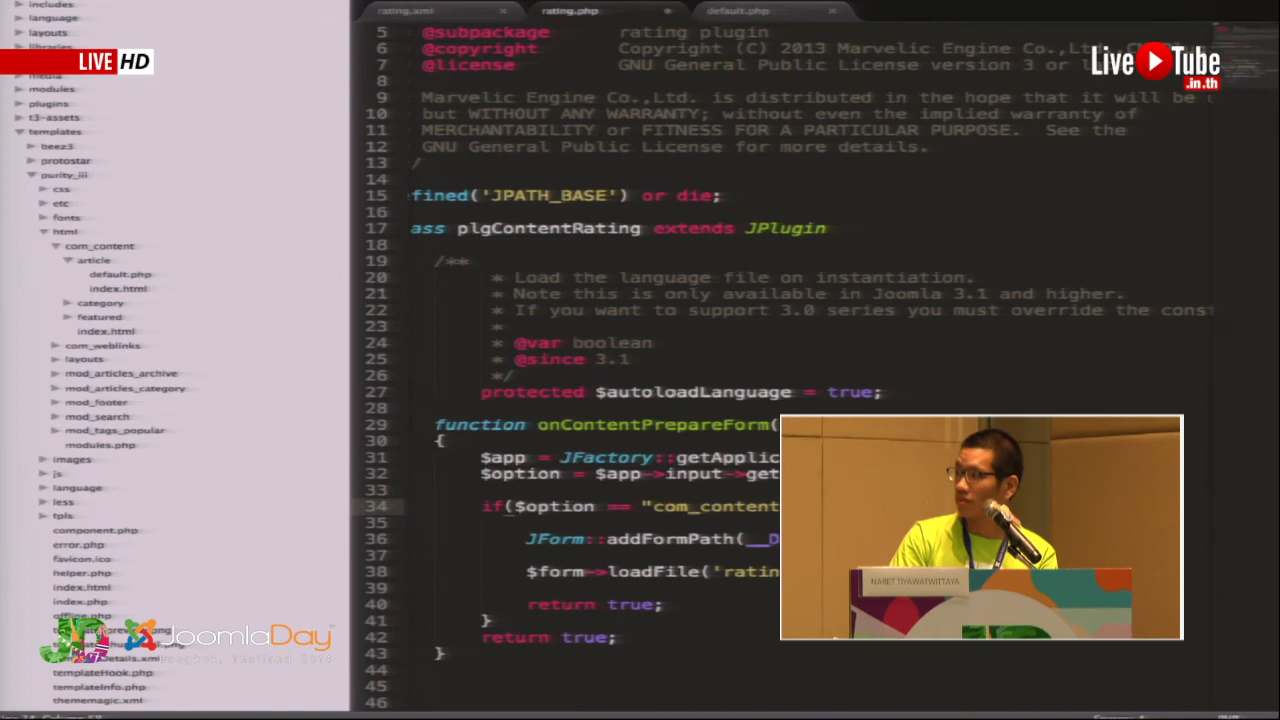 rating.xml
rating.php
default.php
LIVE HD
Live Tube
.in.th
includes
language
layouts
libraries
media
modules
plugins
t3-assets
templates
beez3
protostar
purity_iii
css
etc
fonts
html
com_content
article
default.php
index.html
category
featured
index.html
com_weblinks
layouts
mod_articles_archive
mod_articles_category
mod_footer
mod_search
mod_tags_popular
modules.php
images
js
language
less
tpls
component.php
error.php
favicon.ico
helper.php
index.html
index.php
offline.php
templateHook.php
templateInfo.php
thememagic.xml
5 @subpackage rating plugin
6 @copyright Copyright (C) 2013 Marvelic Engine Co.,Ltd.
7 @license GNU General Public License version 3 or
8
9 Marvelic Engine Co.,Ltd. is distributed in the hope that it will be
10 but WITHOUT ANY WARRANTY; without even the implied warranty of
11 MERCHANTABILITY or FITNESS FOR A PARTICULAR PURPOSE. See the
12 GNU General Public License for more details.
13 /
14
15 fined('JPATH_BASE') or die;
16
17 ass plgContentRating extends JPlugin
18
19 /**
20 * Load the language file on instantiation.
21 * Note this is only available in Joomla 3.1 and higher.
22 * If you want to support 3.0 series you must override the const
23 *
24 * @var boolean
25 * @since 3.1
26 */
27 protected $autoloadLanguage = true;
28
29 function onContentPrepareForm(
30 {
31 $app = JFactory::getApplic
32 $option = $app->input->get
33
34 if($option == "com_content
35
36 JForm::addFormPath(__D
37
38 $form->loadFile('ratin
39
40 return true;
41 }
42 return true;
43 }
44
45
46
NARET TIYAWATWITTAYA
JoomlaDay
Bangkok, Thailand 2014